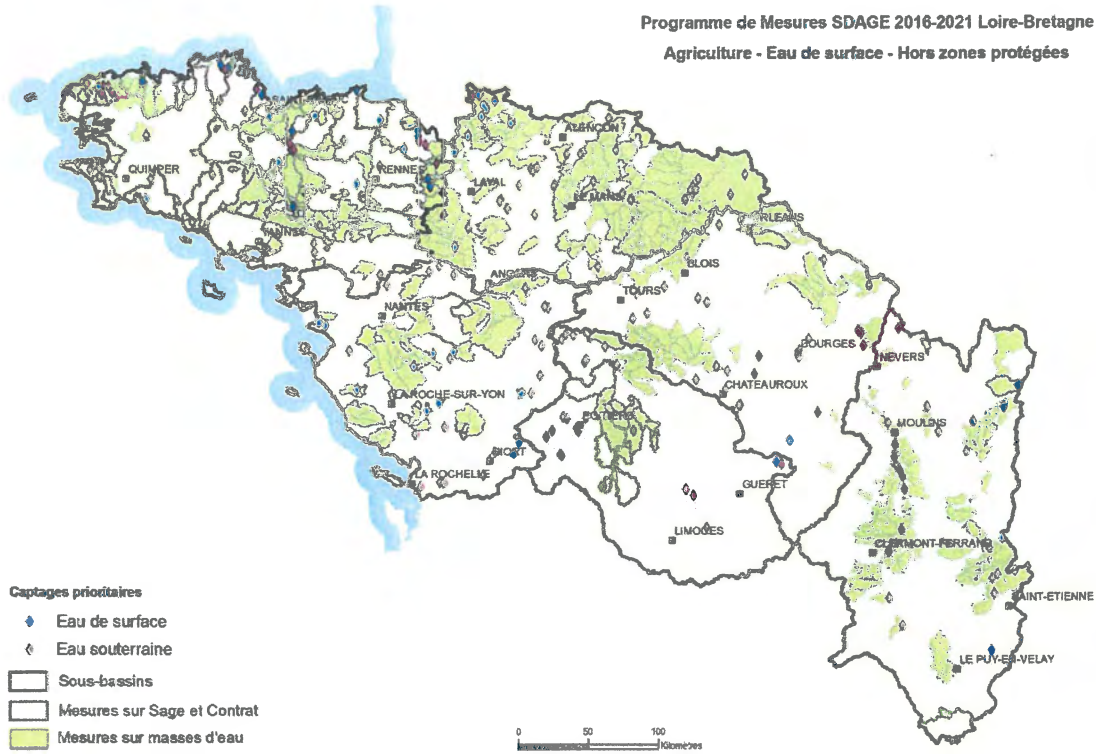 Programme de Mesures SDAGE 2016-2021 Loire-Bretagne
Agriculture - Eau de surface - Hors zones protégées
ALENÇON
QUIMPER
RENNE
LAVAL
LE MANS
RLEANS
VANNES
BLOIS
ANGERS
TOURS
NANTES
BOURGES
NEVERS
CHATEAUROUX
LA ROCHE-SUR-YON
POITIERS
MOULINS
NIORT
LA ROCHELLE
GUERET
LIMOGES
CLERMONT-FERRAND
SAINT-ETIENNE
LE PUY-EN-VELAY
Captages prioritaires
Eau de surface
Eau souterraine
Sous-bassins
Mesures sur Sage et Contrat
Mesures sur masses d'eau
0 50 100
Kilomètres